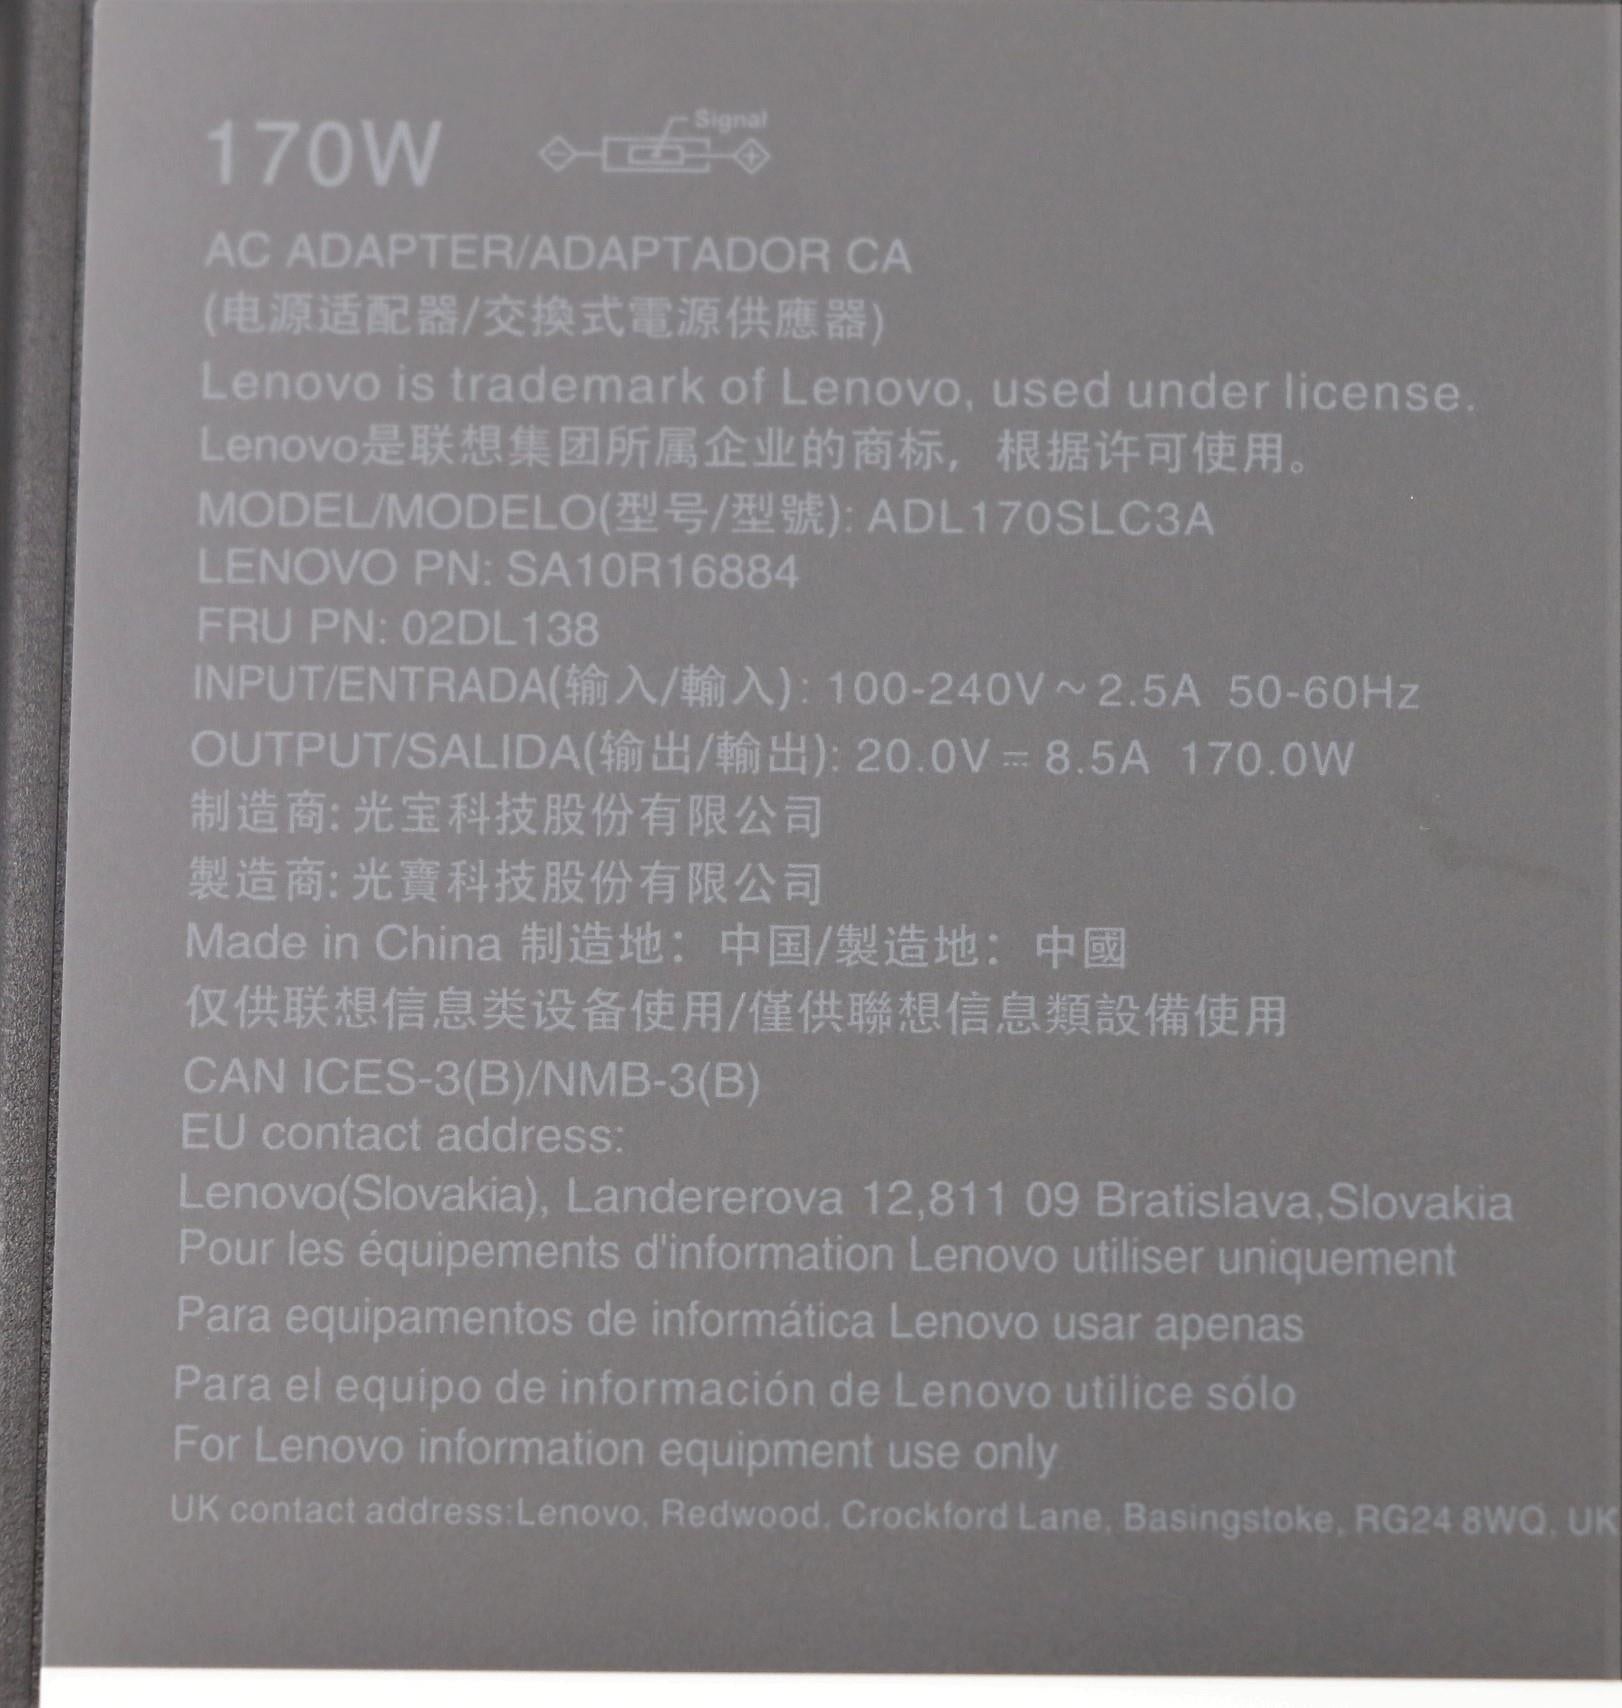 170W
Signal
AC ADAPTER/ADAPTADOR CA
(电源适配器/交換式電源供應器)
Lenovo is trademark of Lenovo, used under license.
Lenovo是联想集团所属企业的商标，根据许可使用。
MODEL/MODELO(型号/型號): ADL170SLC3A
LENOVO PN: SA10R16884
FRU PN: 02DL138
INPUT/ENTRADA(输入/輸入): 100-240V ~ 2.5A 50-60Hz
OUTPUT/SALIDA(输出/輸出): 20.0V ⎓ 8.5A 170.0W
制造商: 光宝科技股份有限公司
製造商: 光寶科技股份有限公司
Made in China 制造地：中国/製造地：中國
仅供联想信息类设备使用/僅供聯想信息類設備使用
CAN ICES-3(B)/NMB-3(B)
EU contact address:
Lenovo(Slovakia), Landererova 12,811 09 Bratislava,Slovakia
Pour les équipements d'information Lenovo utiliser uniquement
Para equipamentos de informática Lenovo usar apenas
Para el equipo de información de Lenovo utilice sólo
For Lenovo information equipment use only
UK contact address:Lenovo, Redwood, Crockford Lane, Basingstoke, RG24 8WQ, UK